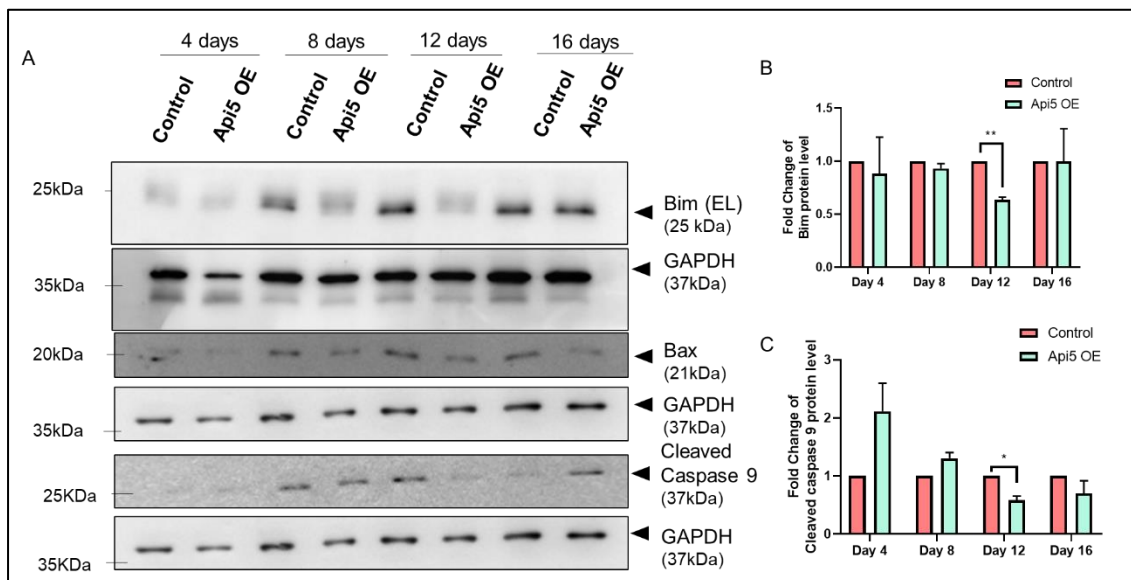 A
4 days
8 days
12 days
16 days
Control
Api5 OE
Control
Api5 OE
Control
Api5 OE
Control
Api5 OE
25kDa
Bim (EL)
(25 kDa)
35kDa
GAPDH
(37kDa)
20kDa
Bax
(21kDa)
35kDa
GAPDH
(37kDa)
25KDa
Cleaved
Caspase 9
(37kDa)
35KDa
GAPDH
(37kDa)
B
Control
Api5 OE
Fold Change of
Bim protein level
1.5
1.0
0.5
0.0
**
Day 4
Day 8
Day 12
Day 16
C
Control
Api5 OE
Fold Change of
Cleaved caspase 9 protein level
3
2
1
0
*
Day 4
Day 8
Day 12
Day 16